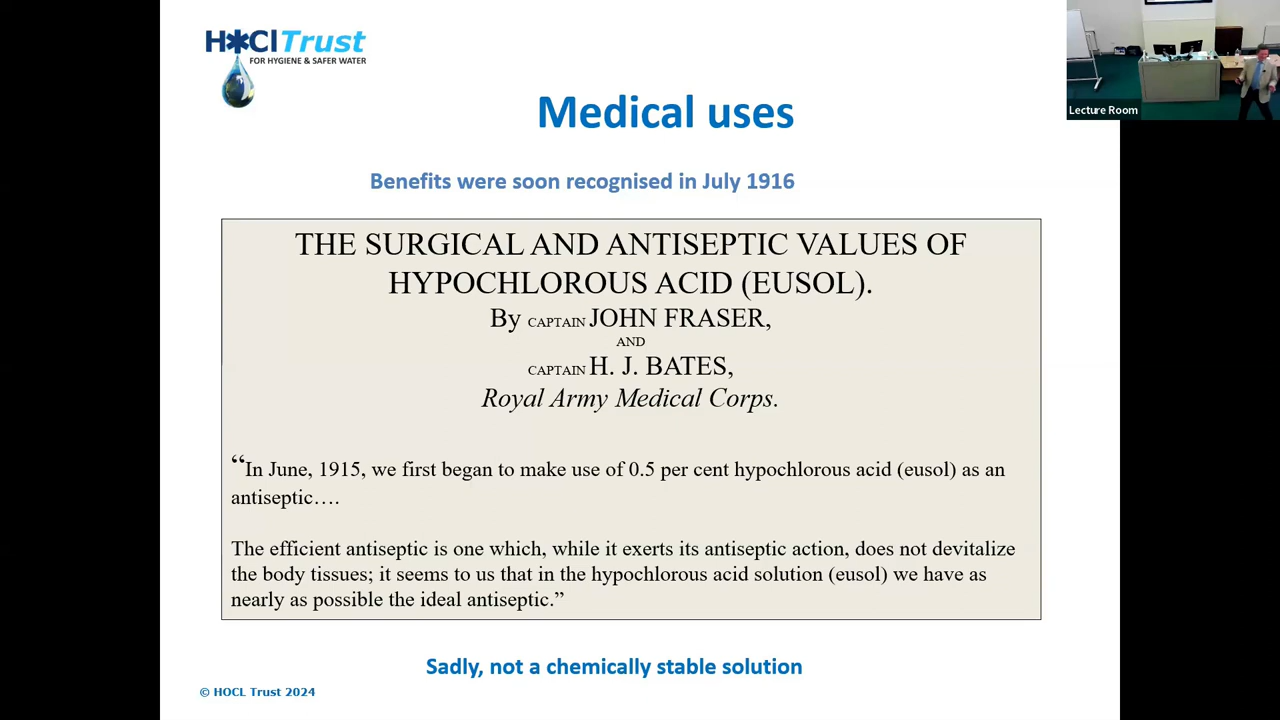 H*Cl Trust
FOR HYGIENE & SAFER WATER
Lecture Room
Medical uses
Benefits were soon recognised in July 1916
THE SURGICAL AND ANTISEPTIC VALUES OF
HYPOCHLOROUS ACID (EUSOL).
By CAPTAIN JOHN FRASER,
AND
CAPTAIN H. J. BATES,
Royal Army Medical Corps.
“In June, 1915, we first began to make use of 0.5 per cent hypochlorous acid (eusol) as an
antiseptic….
The efficient antiseptic is one which, while it exerts its antiseptic action, does not devitalize
the body tissues; it seems to us that in the hypochlorous acid solution (eusol) we have as
nearly as possible the ideal antiseptic.”
Sadly, not a chemically stable solution
© HOCL Trust 2024